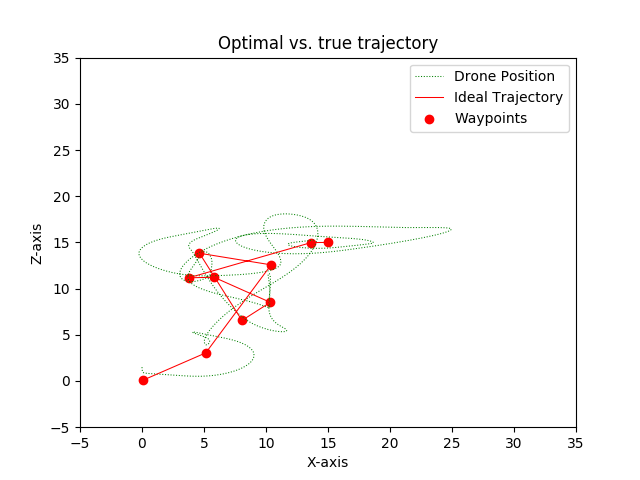 Optimal vs. true trajectory
Drone Position
Ideal Trajectory
Waypoints
Z-axis
35
30
25
20
15
10
5
0
−5
−5 0 5 10 15 20 25 30 35
X-axis